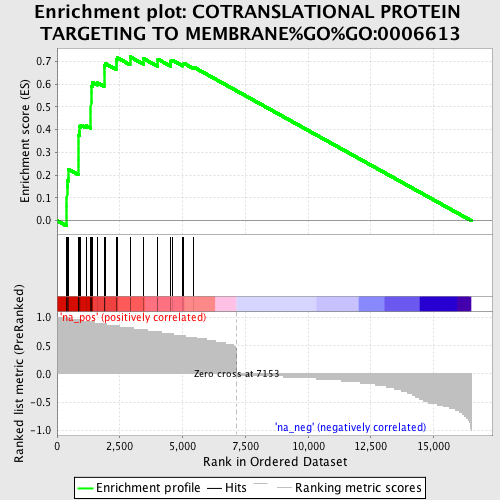 Enrichment plot: COTRANSLATIONAL PROTEIN
TARGETING TO MEMBRANE%GO%GO:0006613
Enrichment score (ES)
0.7
0.6
0.5
0.4
0.3
0.2
0.1
0.0
'na_pos' (positively correlated)
Ranked list metric (PreRanked)
1.0
0.5
0.0
-0.5
-1.0
Zero cross at 7153
'na_neg' (negatively correlated)
0
2,500
5,000
7,500
10,000
12,500
15,000
Rank in Ordered Dataset
Enrichment profile
Hits
Ranking metric scores